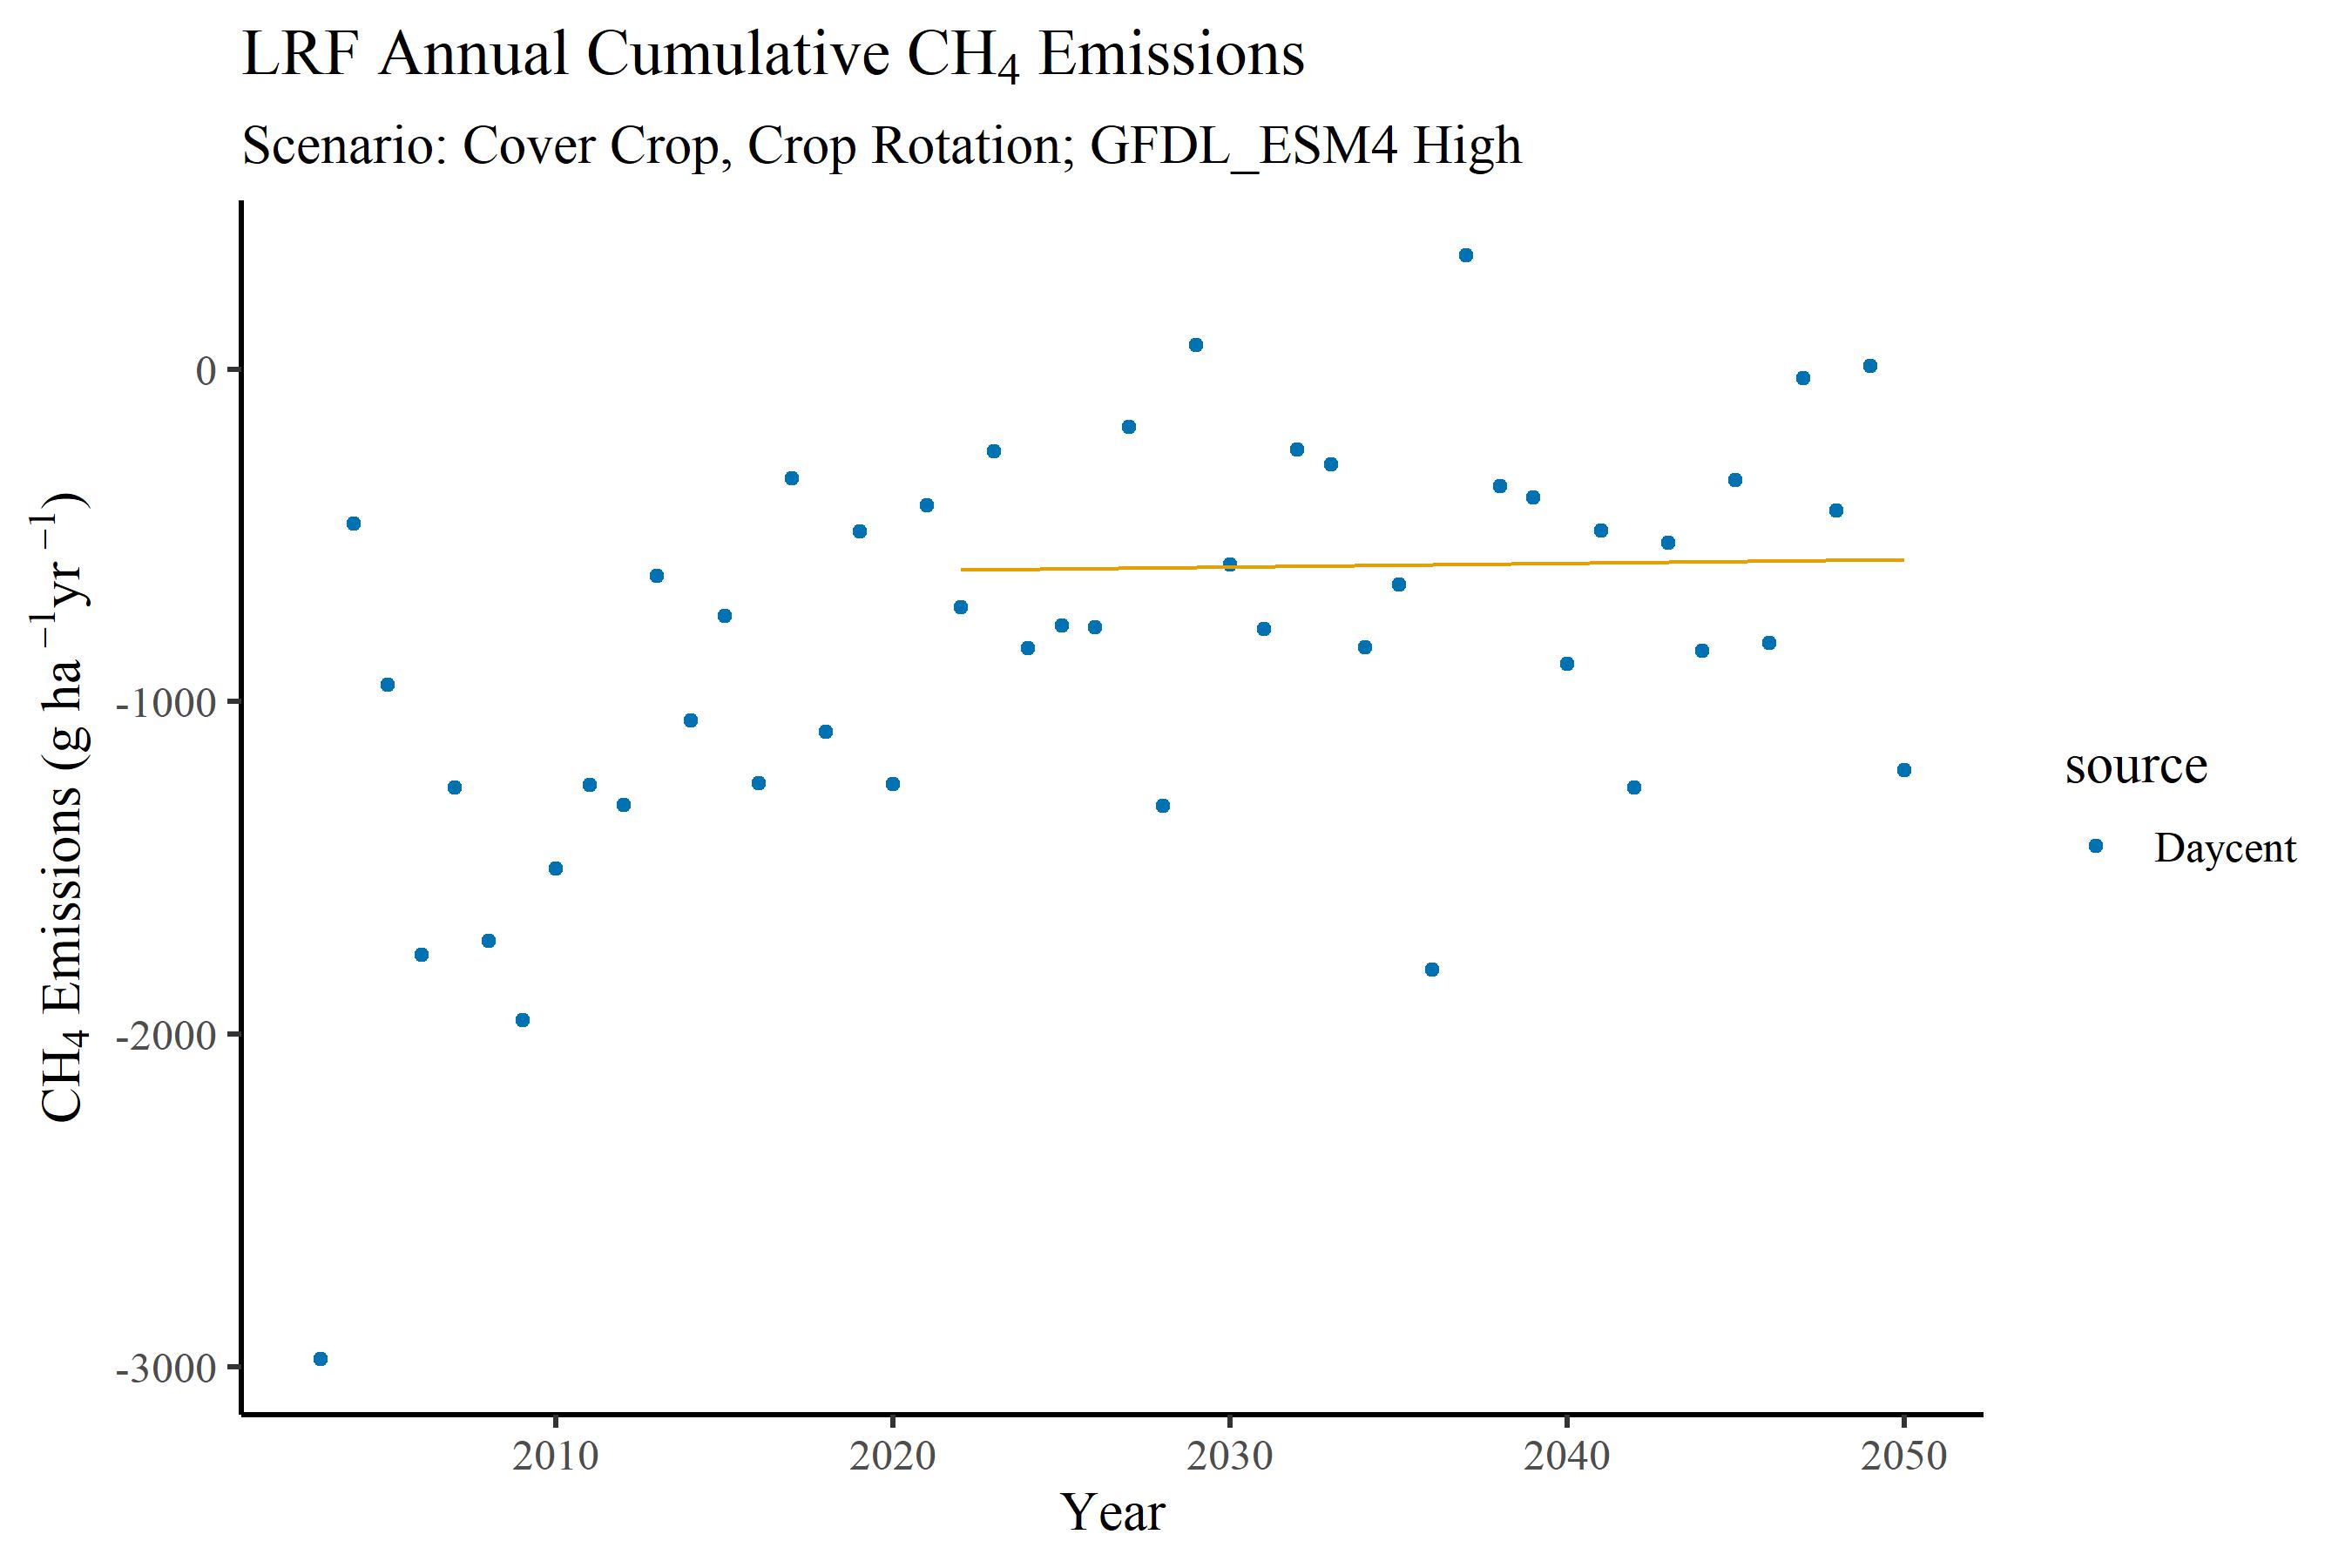 LRF Annual Cumulative CH₄ Emissions
Scenario: Cover Crop, Crop Rotation; GFDL_ESM4 High
CH₄ Emissions (g ha ⁻¹yr ⁻¹)
0
-1000
-2000
-3000
2010
2020
2030
2040
2050
Year
source
Daycent